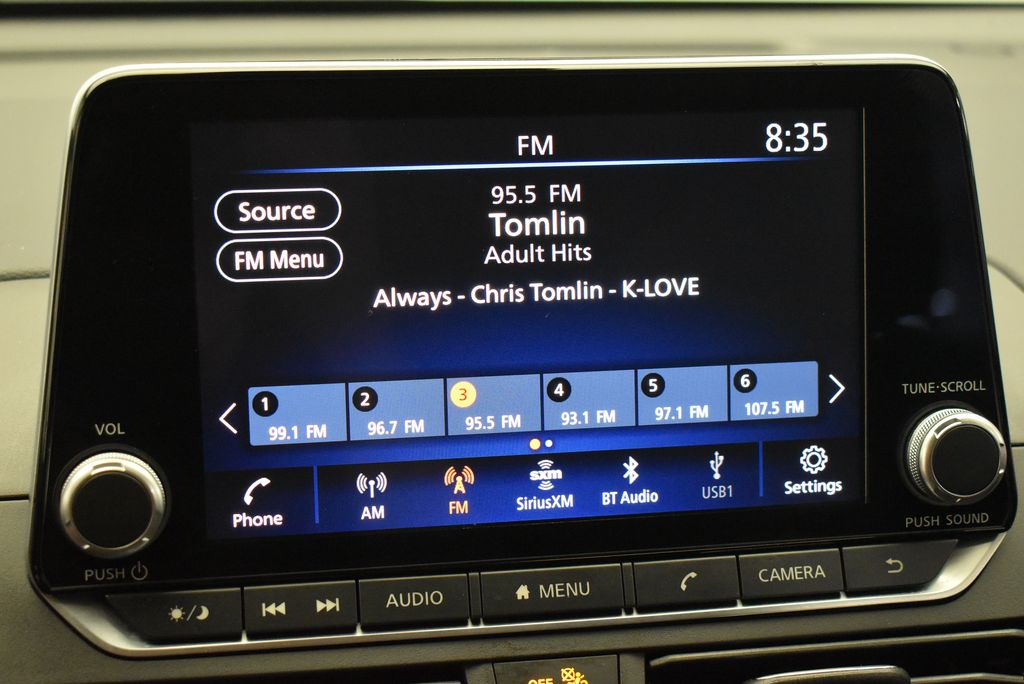 FM
8:35
95.5 FM
Source
Tomlin
FM Menu
Adult Hits
Always - Chris Tomlin - K-LOVE
1 2 3 4 5 6
99.1 FM 96.7 FM 95.5 FM 93.1 FM 97.1 FM 107.5 FM
Phone AM FM SiriusXM BT Audio USB1 Settings
sxm
VOL
PUSH
TUNE·SCROLL
PUSH SOUND
AUDIO MENU CAMERA
OFF